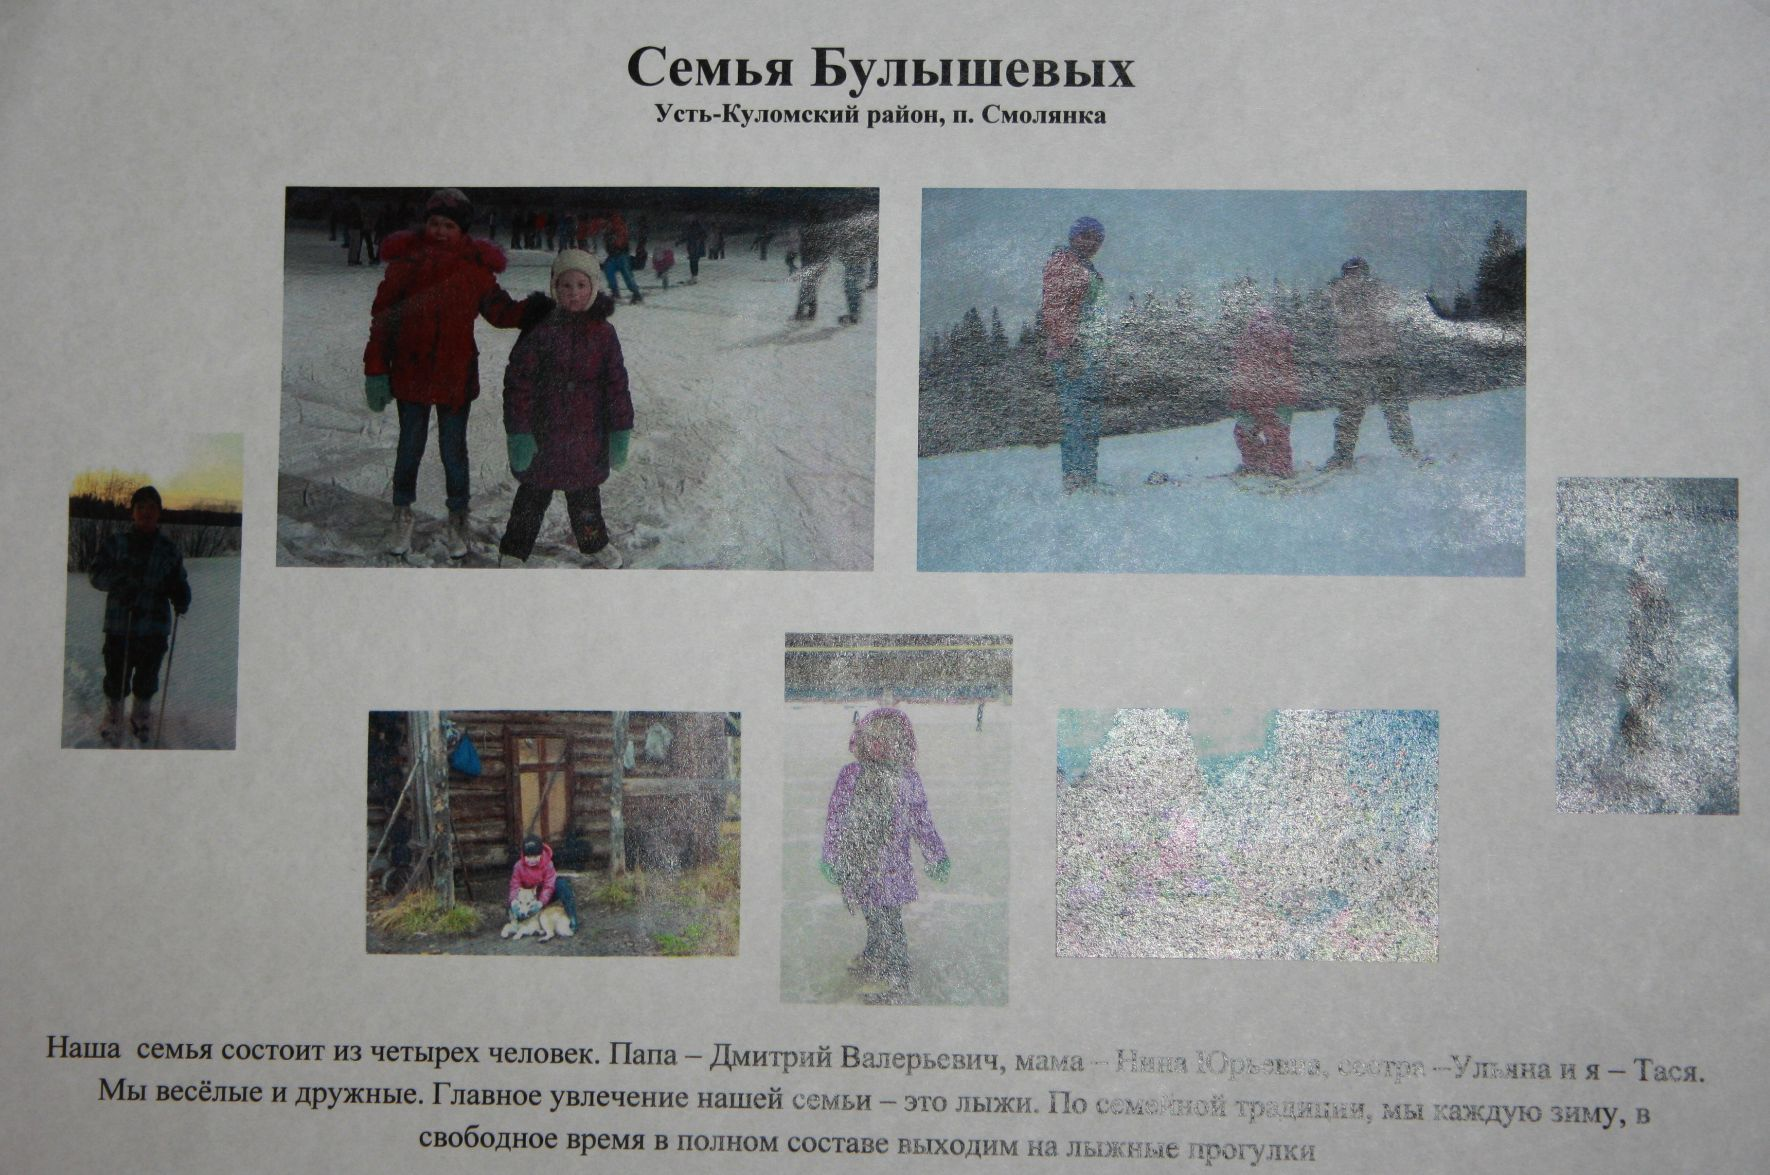 Семья Булышевых
Усть-Куломский район, п. Смолянка
Наша семья состоит из четырех человек. Папа – Дмитрий Валерьевич, мама – Нина Юрьевна, сестра –Ульяна и я – Тася.
Мы весёлые и дружные. Главное увлечение нашей семьи – это лыжи. По семейной традиции, мы каждую зиму, в
свободное время в полном составе выходим на лыжные прогулки